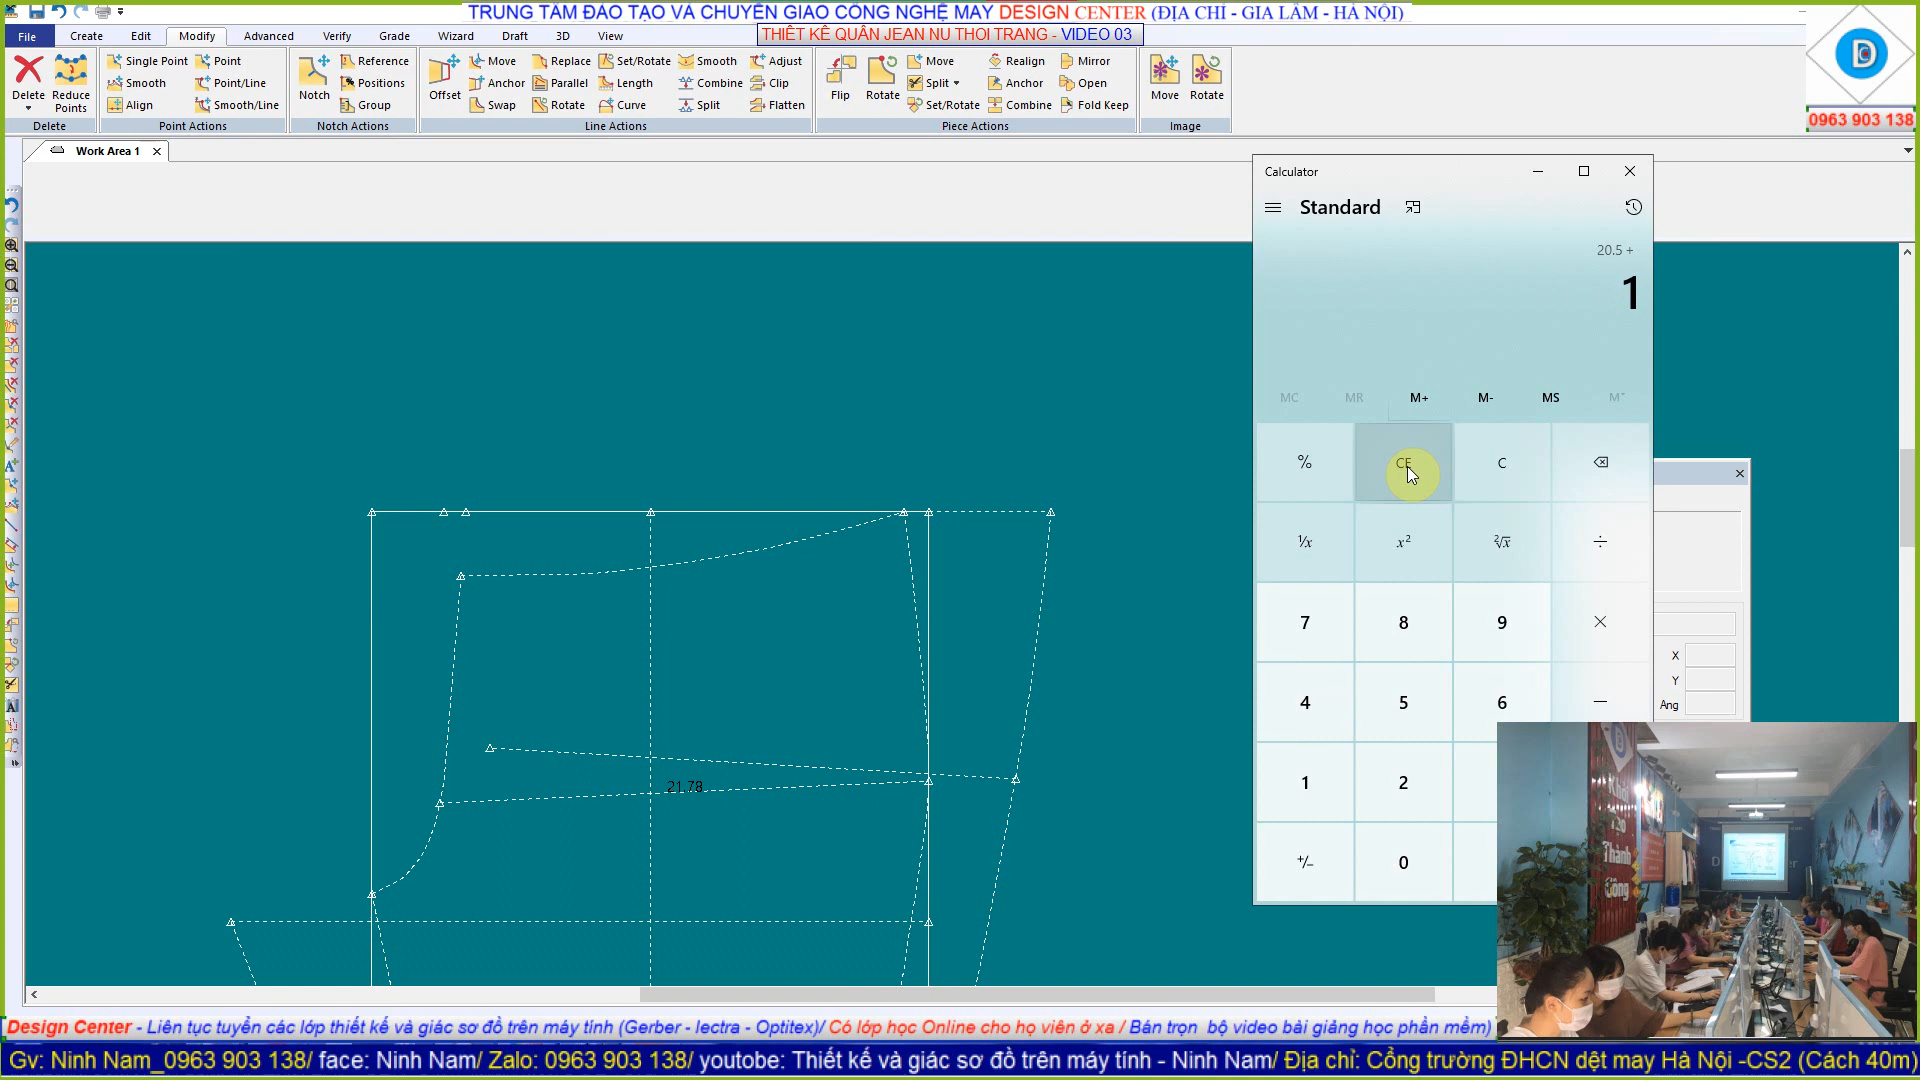 TRUNG TÂM ĐÀO TẠO VÀ CHUYỂN GIAO CÔNG NGHỆ MAY DESIGN CENTER (ĐỊA CHỈ - GIA LÂM - HÀ NỘI)
File Create Edit Modify Advanced Verify Grade Wizard Draft 3D View
THIẾT KẾ QUẦN JEAN NỮ THỜI TRANG - VIDEO 03
Single Point Point Reference Move Replace Set/Rotate Smooth Adjust Move Realign Mirror
Smooth Point/Line Positions Anchor Parallel Length Combine Clip Split Anchor Open
Align Smooth/Line Group Swap Rotate Curve Split Flatten Set/Rotate Combine Fold Keep
Delete Reduce Points Notch Offset Flip Rotate Move Rotate
Delete Point Actions Notch Actions Line Actions Piece Actions Image
0963 903 138
Work Area 1
Calculator
Standard
20.5 +
1
MC MR M+ M- MS M
% CE C
¹/x x² ²√x ÷
7 8 9 ×
4 5 6 −
1 2
+/− 0
X
Y
Ang
21.78
Design Center - Liên tục tuyển các lớp thiết kế và giác sơ đồ trên máy tính (Gerber - lectra - Optitex)/ Có lớp học Online cho họ viên ở xa / Bán trọn bộ video bài giảng học phần mềm)
Gv: Ninh Nam_0963 903 138/ face: Ninh Nam/ Zalo: 0963 903 138/ youtobe: Thiết kế và giác sơ đồ trên máy tính - Ninh Nam/ Địa chỉ: Cổng trường ĐHCN dệt may Hà Nội -CS2 (Cách 40m)